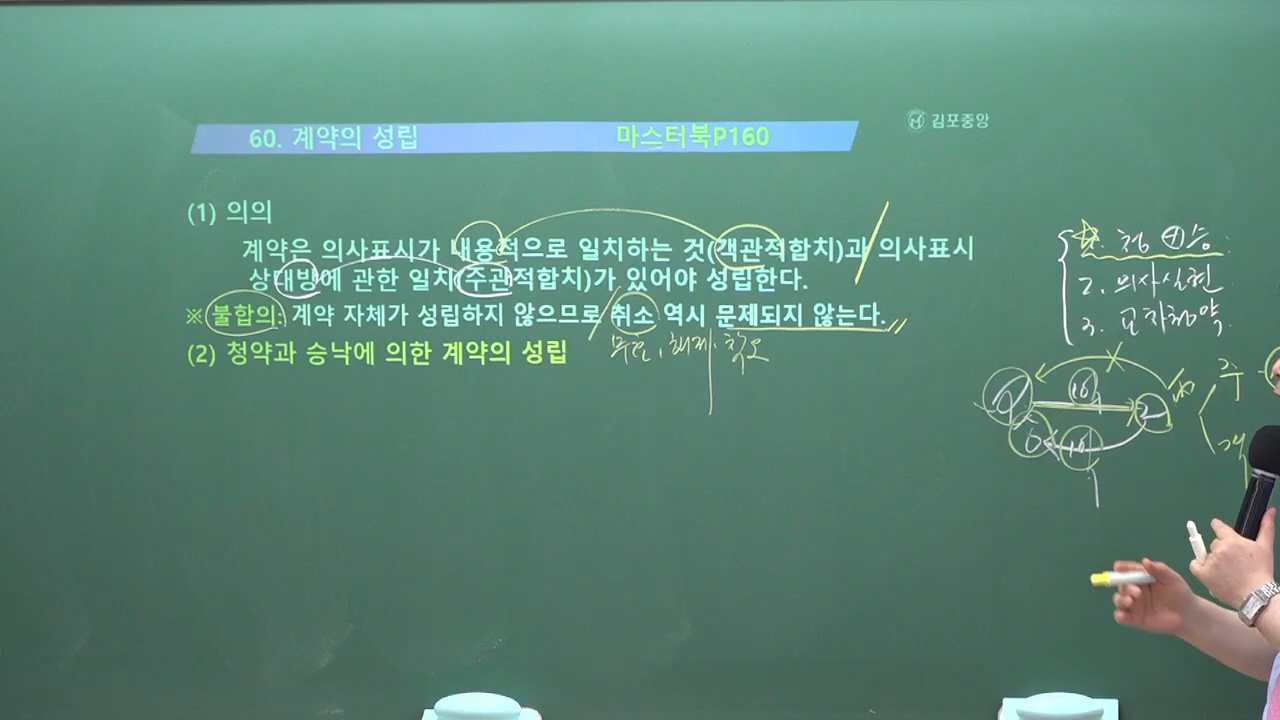 60. 계약의 성립 마스터북P160
김포중앙
(1) 의의
계약은 의사표시가 내용적으로 일치하는 것(객관적합치)과 의사표시
상대방에 관한 일치(주관적합치)가 있어야 성립한다.
※ 불합의: 계약 자체가 성립하지 않으므로 취소 역시 문제되지 않는다.
(2) 청약과 승낙에 의한 계약의 성립
무효, 해제, 착오
1. 청 + 승
2. 의사실현
3. 교차청약
주
객